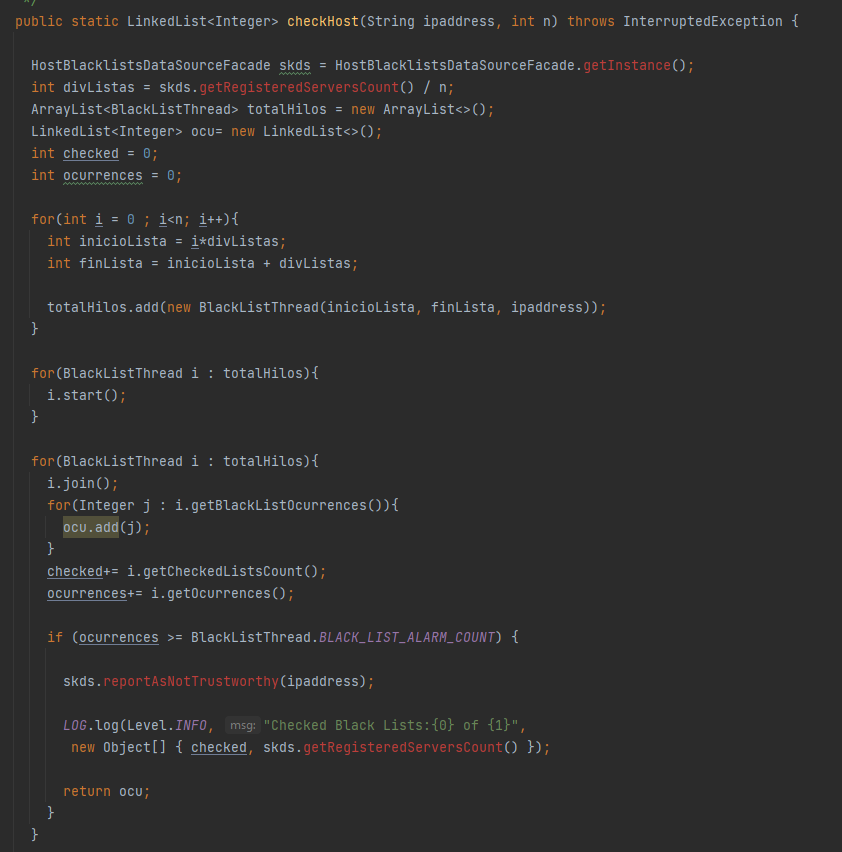 */
public static LinkedList<Integer> checkHost(String ipaddress, int n) throws InterruptedException {
HostBlacklistsDataSourceFacade skds = HostBlacklistsDataSourceFacade.getInstance();
int divListas = skds.getRegisteredServersCount() / n;
ArrayList<BlackListThread> totalHilos = new ArrayList<>();
LinkedList<Integer> ocu= new LinkedList<>();
int checked = 0;
int ocurrences = 0;
for(int i = 0 ; i<n; i++){
int inicioLista = i*divListas;
int finLista = inicioLista + divListas;
totalHilos.add(new BlackListThread(inicioLista, finLista, ipaddress));
}
for(BlackListThread i : totalHilos){
i.start();
}
for(BlackListThread i : totalHilos){
i.join();
for(Integer j : i.getBlackListOcurrences()){
ocu.add(j);
}
checked+= i.getCheckedListsCount();
ocurrences+= i.getOcurrences();
if (ocurrences >= BlackListThread.BLACK_LIST_ALARM_COUNT) {
skds.reportAsNotTrustworthy(ipaddress);
LOG.log(Level.INFO, msg: "Checked Black Lists:{0} of {1}",
new Object[] { checked, skds.getRegisteredServersCount() });
return ocu;
}
}